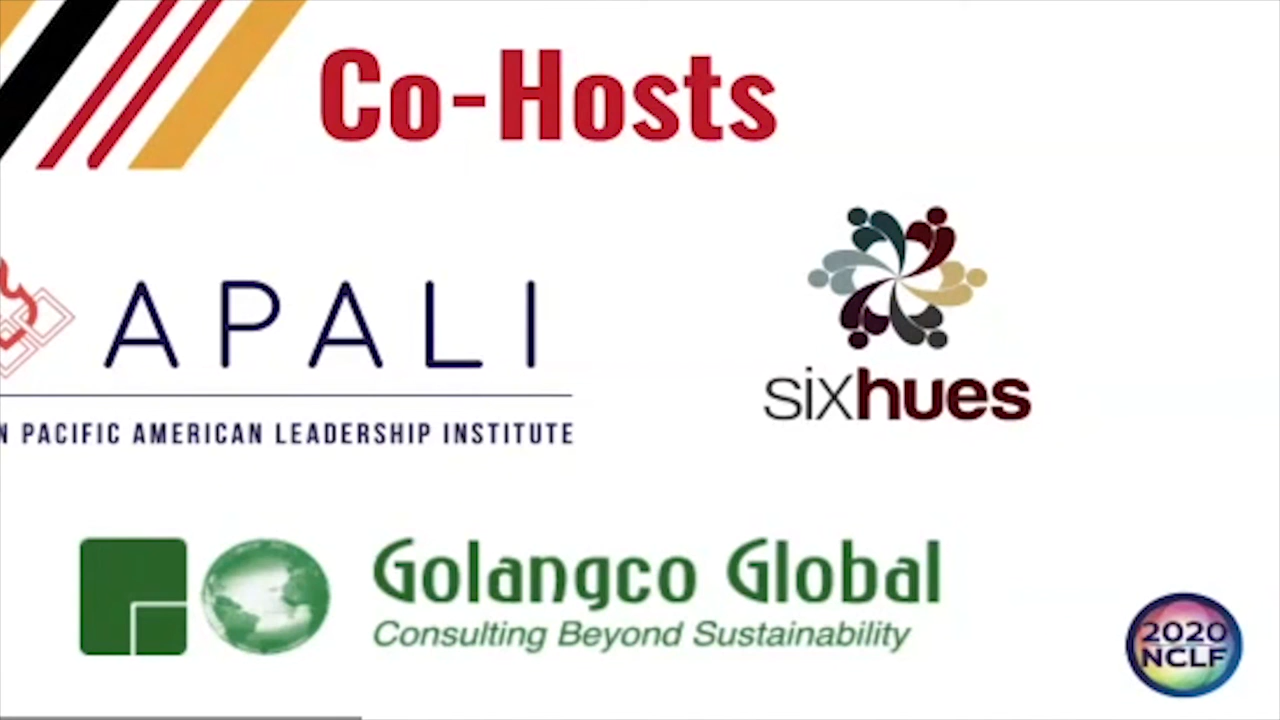 Co-Hosts
APALI
N PACIFIC AMERICAN LEADERSHIP INSTITUTE
sixhues
Golangco Global
Consulting Beyond Sustainability
2020
NCLF